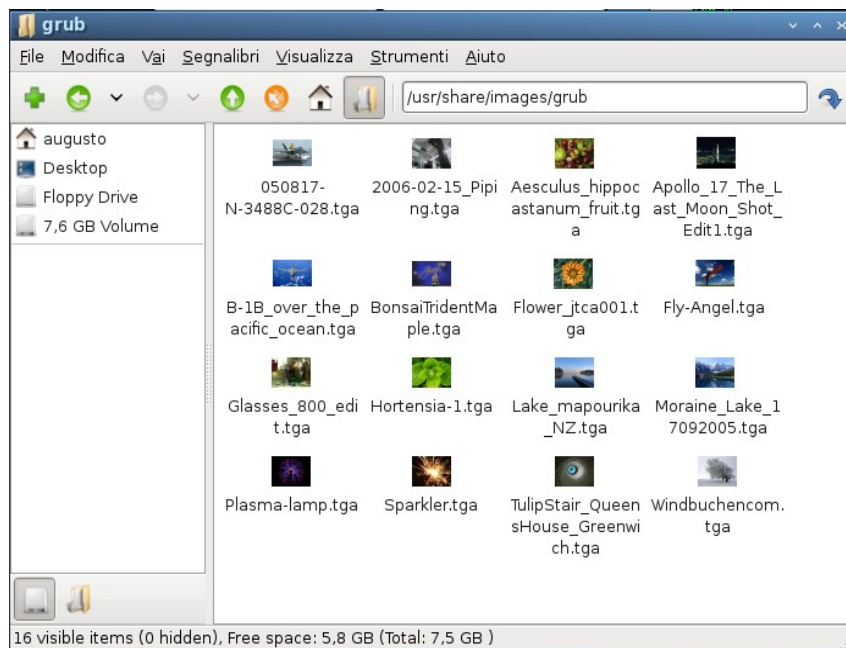 grub
File Modifica Vai Segnalibri Visualizza Strumenti Aiuto
/usr/share/images/grub
augusto
Desktop
Floppy Drive
7,6 GB Volume
050817-
N-3488C-028.tga
2006-02-15_Pipi
ng.tga
Aesculus_hippoc
astanum_fruit.tg
a
Apollo_17_The_L
ast_Moon_Shot_
Edit1.tga
B-1B_over_the_p
acific_ocean.tga
BonsaiTridentMa
ple.tga
Flower_jtca001.t
ga
Fly-Angel.tga
Glasses_800_edi
t.tga
Hortensia-1.tga
Lake_mapourika
_NZ.tga
Moraine_Lake_1
7092005.tga
Plasma-lamp.tga
Sparkler.tga
TulipStair_Queen
sHouse_Greenwi
ch.tga
Windbuchencom.
tga
16 visible items (0 hidden), Free space: 5,8 GB (Total: 7,5 GB )